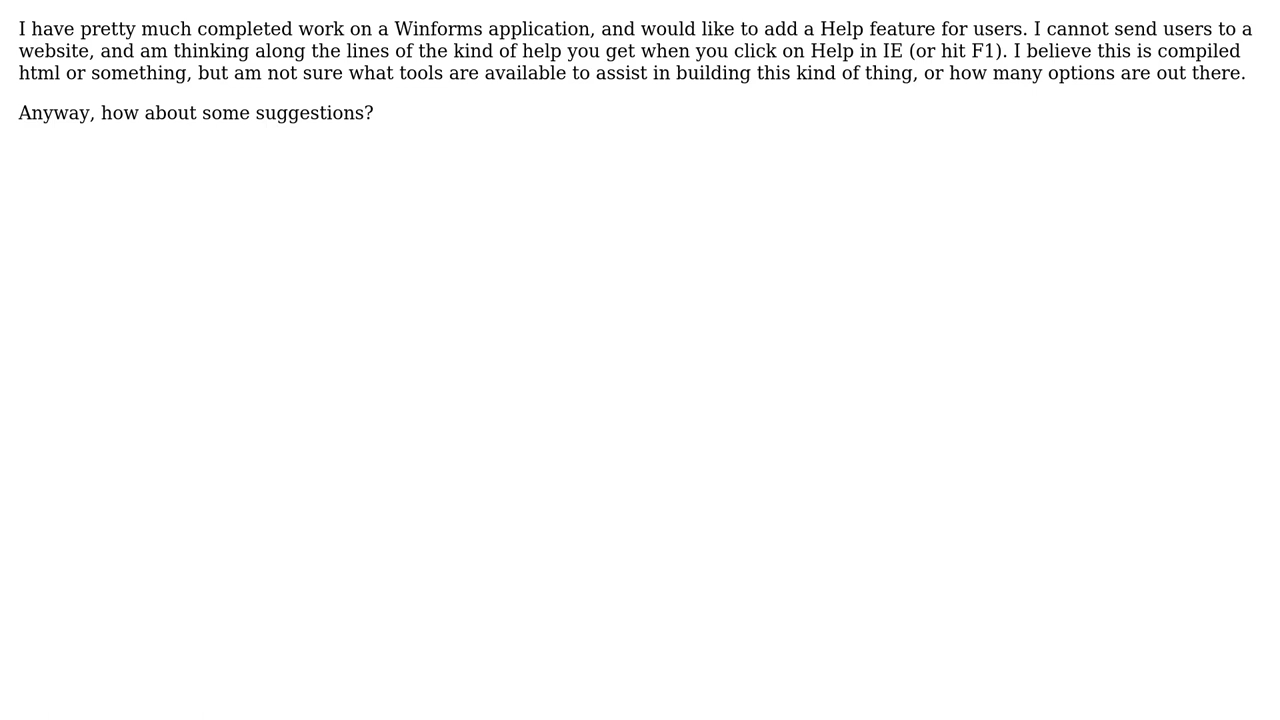 I have pretty much completed work on a Winforms application, and would like to add a Help feature for users. I cannot send users to a
website, and am thinking along the lines of the kind of help you get when you click on Help in IE (or hit F1). I believe this is compiled
html or something, but am not sure what tools are available to assist in building this kind of thing, or how many options are out there.
Anyway, how about some suggestions?